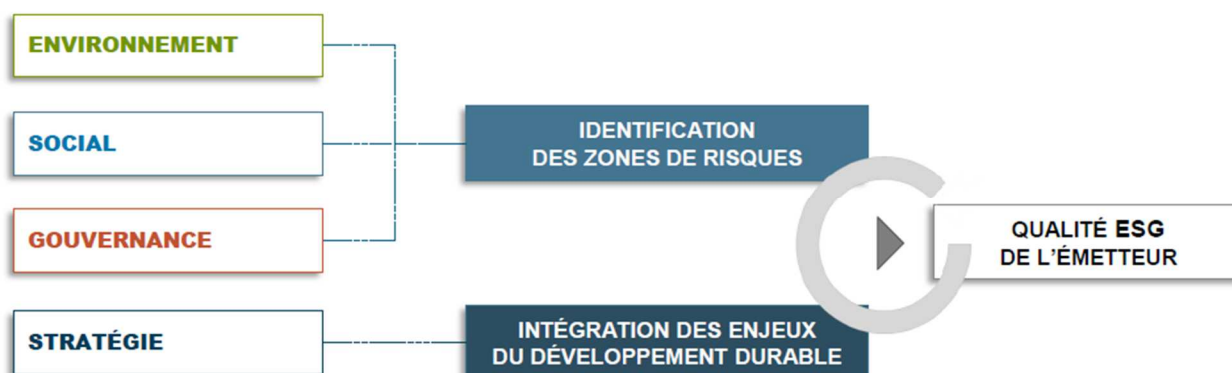 ENVIRONNEMENT
SOCIAL
GOUVERNANCE
STRATÉGIE
IDENTIFICATION
DES ZONES DE RISQUES
INTÉGRATION DES ENJEUX
DU DÉVELOPPEMENT DURABLE
QUALITÉ ESG
DE L'ÉMETTEUR